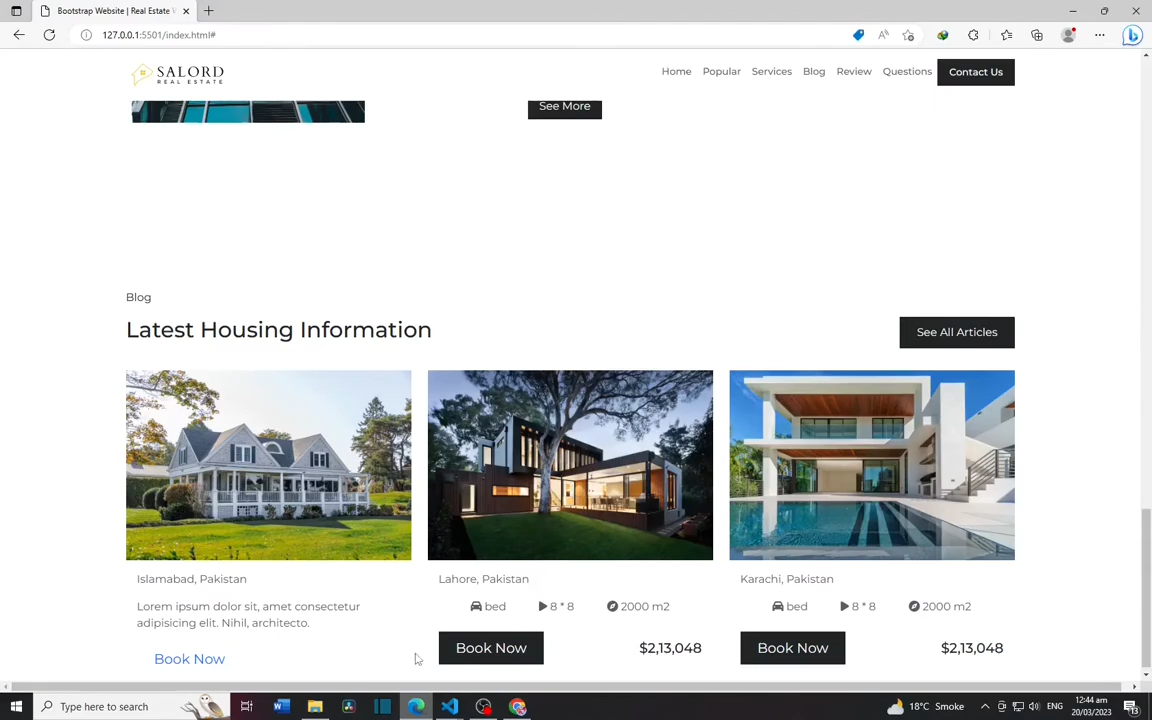 Bootstrap Website | Real Estate W
127.0.0.1:5501/index.html#
SALORD
REAL ESTATE
Home
Popular
Services
Blog
Review
Questions
Contact Us
See More
Blog
Latest Housing Information
See All Articles
Islamabad, Pakistan
Lorem ipsum dolor sit, amet consectetur
adipisicing elit. Nihil, architecto.
Book Now
Lahore, Pakistan
bed 8 * 8 2000 m2
Book Now $2,13,048
Karachi, Pakistan
bed 8 * 8 2000 m2
Book Now $2,13,048
Type here to search
18°C Smoke
ENG
12:44 am
20/03/2023
13